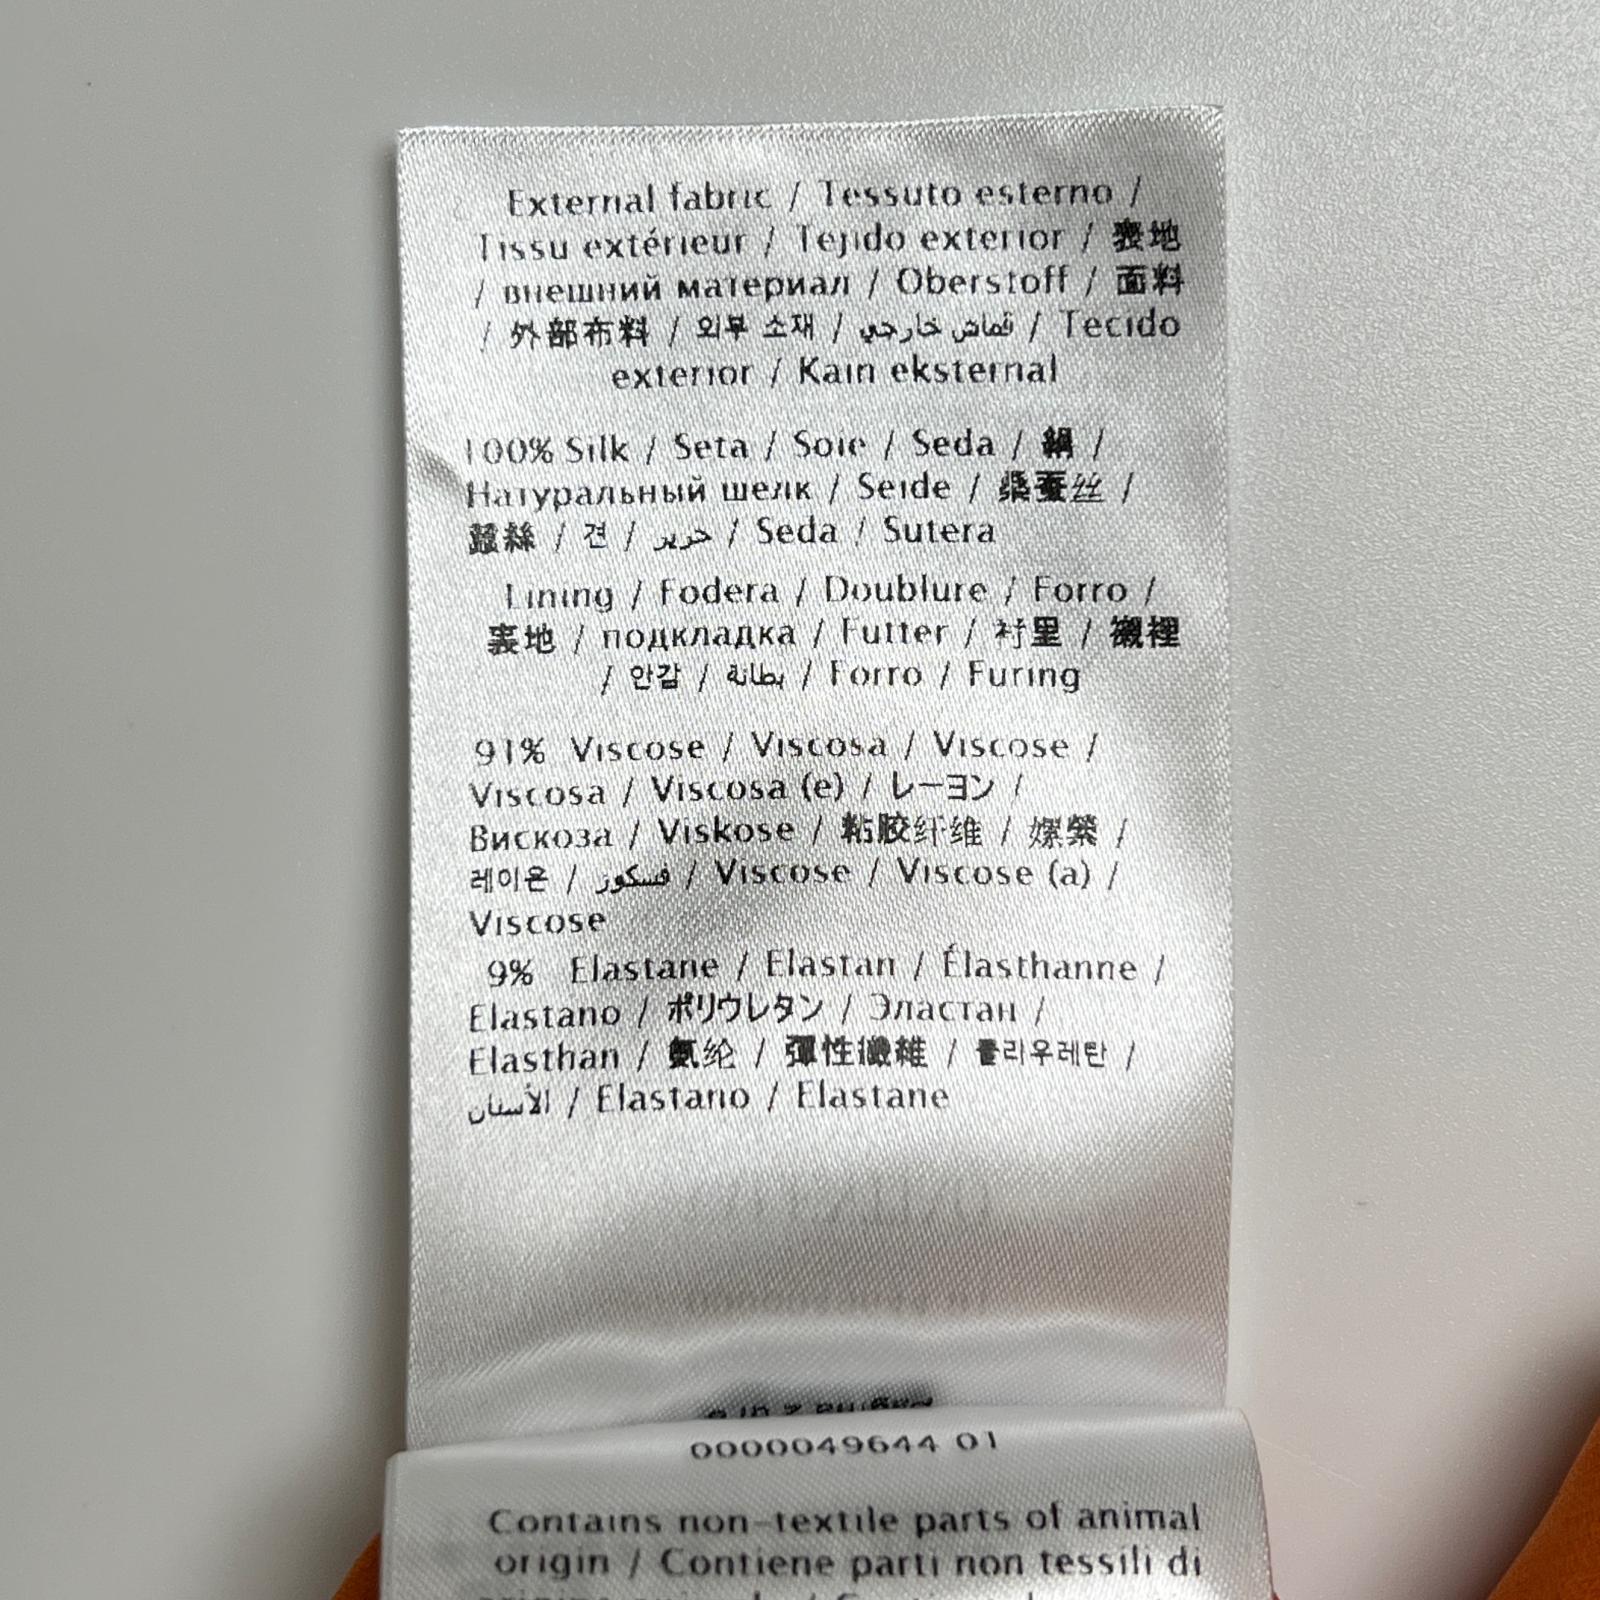 External fabric / Tessuto esterno /
Tissu extérieur / Tejido exterior / 表地
/ внешний материал / Oberstoff / 面料
/ 外部布料 / 외부 소재 / قماش خارجي / Tecido
exterior / Kain eksternal
100% Silk / Seta / Soie / Seda / 絹 /
Натуральный шелк / Seide / 桑蚕丝 /
蠶絲 / 견 / حرير / Seda / Sutera
Lining / Fodera / Doublure / Forro /
裏地 / подкладка / Futter / 衬里 / 襯裡
/ 안감 / بطانة / Forro / Furing
91% Viscose / Viscosa / Viscose /
Viscosa / Viscosa (e) / レーヨン /
Вискоза / Viskose / 粘胶纤维 / 嫘縈 /
레이온 / فسكوز / Viscose / Viscose (a) /
Viscose
9% Elastane / Elastan / Élasthanne /
Elastano / ポリウレタン / Эластан /
Elasthan / 氨纶 / 彈性纖維 / 폴리우레탄 /
/ Elastano / Elastane
0000049644 01
Contains non-textile parts of animal
origin / Contiene parti non tessili di